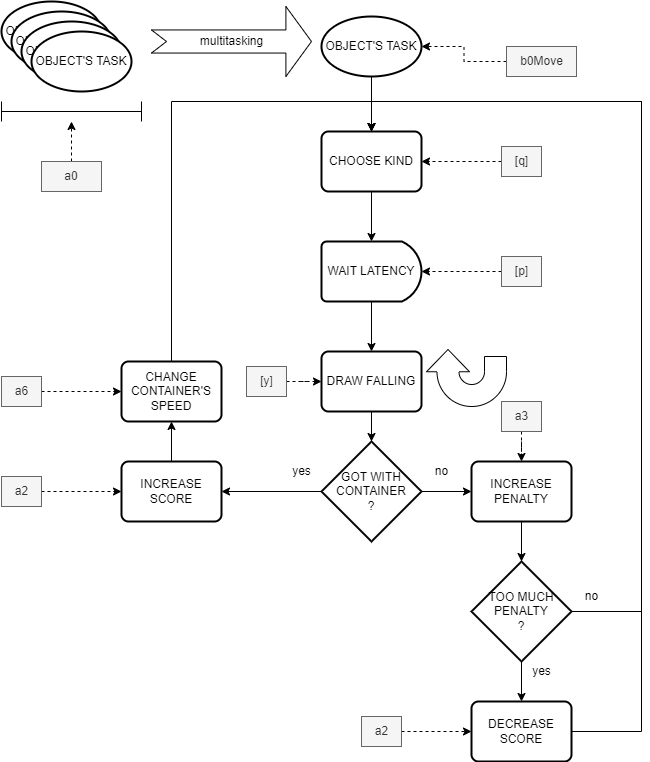 OBJECT'S TASK
multitasking
OBJECT'S TASK
b0Move
a0
CHOOSE KIND
[q]
WAIT LATENCY
[p]
DRAW FALLING
[y]
CHANGE
CONTAINER'S
SPEED
a6
a3
GOT WITH
CONTAINER
?
yes
no
INCREASE
SCORE
a2
INCREASE
PENALTY
TOO MUCH
PENALTY
?
no
yes
DECREASE
SCORE
a2